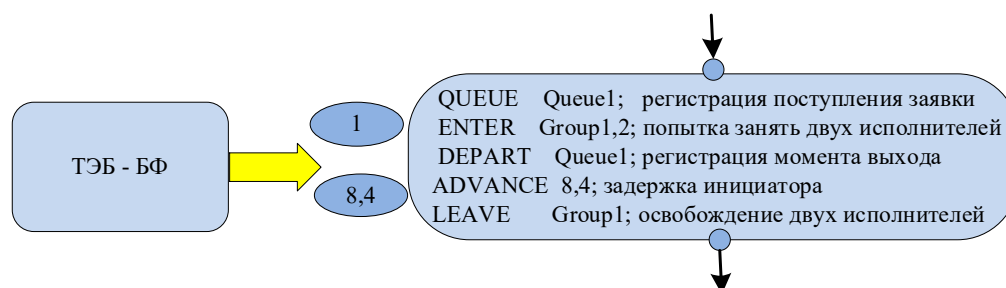 ТЭБ - БФ
1
8,4
QUEUE Queue1; регистрация поступления заявки
ENTER Group1,2; попытка занять двух исполнителей
DEPART Queue1; регистрация момента выхода
ADVANCE 8,4; задержка инициатора
LEAVE Group1; освобождение двух исполнителей